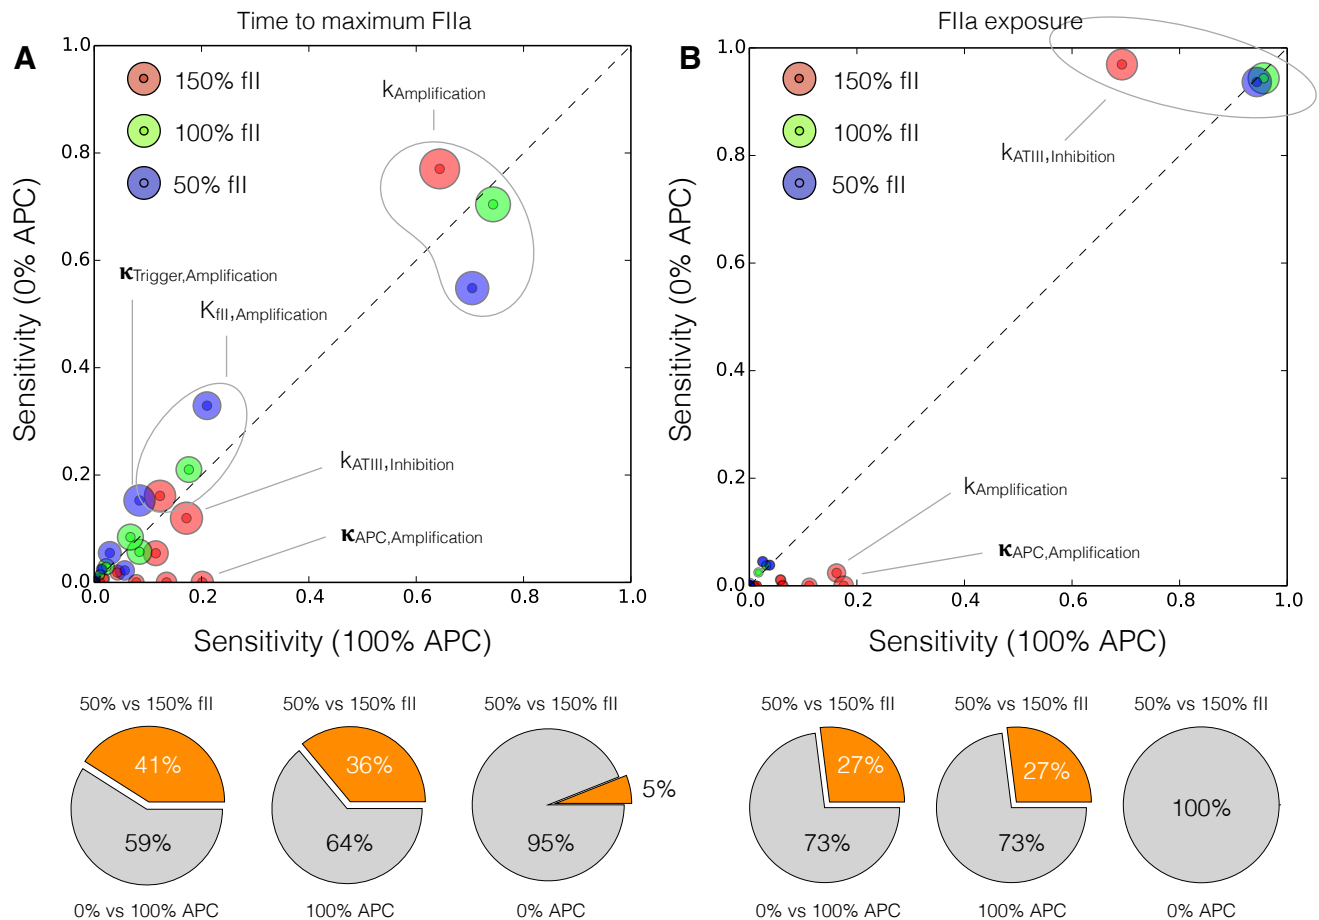 Time to maximum FIIa
A
1.0
0.8
0.6
0.4
0.2
0.0
0.0
0.2
0.4
0.6
0.8
1.0
Sensitivity (0% APC)
Sensitivity (100% APC)
150% fII
100% fII
50% fII
kAmplification
κTrigger,Amplification
KfII,Amplification
kATIII,Inhibition
κAPC,Amplification
FIIa exposure
B
1.0
0.8
0.6
0.4
0.2
0.0
0.0
0.2
0.4
0.6
0.8
1.0
Sensitivity (0% APC)
Sensitivity (100% APC)
150% fII
100% fII
50% fII
kATIII,Inhibition
kAmplification
κAPC,Amplification
50% vs 150% fII
41%
59%
0% vs 100% APC
50% vs 150% fII
36%
64%
100% APC
50% vs 150% fII
5%
95%
0% APC
50% vs 150% fII
27%
73%
0% vs 100% APC
50% vs 150% fII
27%
73%
100% APC
50% vs 150% fII
100%
0% APC